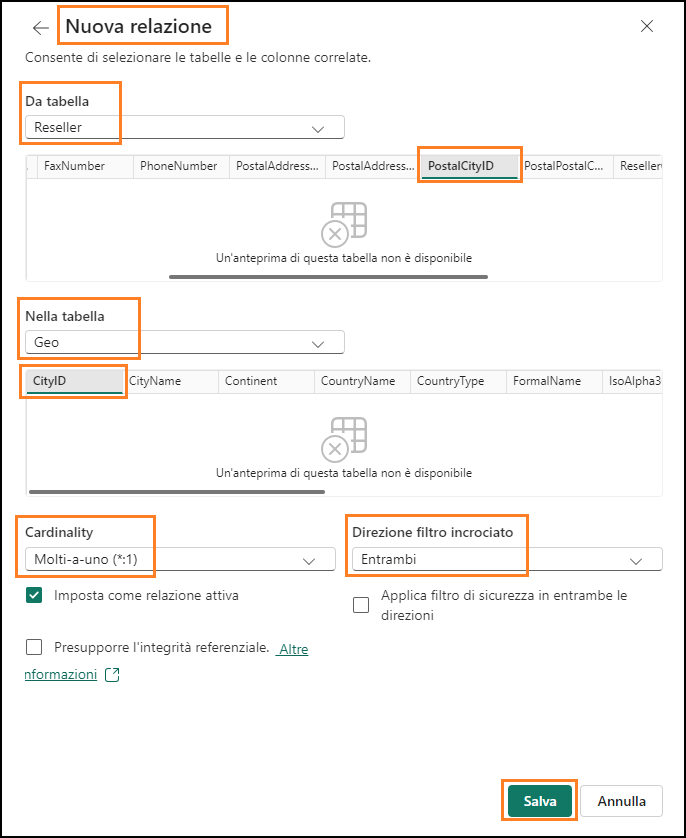 Nuova relazione
Consente di selezionare le tabelle e le colonne correlate.
Da tabella
Reseller
FaxNumber PhoneNumber PostalAddress... PostalAddress... PostalCityID PostalPostalC... Reseller
Un'anteprima di questa tabella non è disponibile
Nella tabella
Geo
CityID CityName Continent CountryName CountryType FormalName IsoAlpha3
Un'anteprima di questa tabella non è disponibile
Cardinality Direzione filtro incrociato
Molti-a-uno (*:1) Entrambi
Imposta come relazione attiva Applica filtro di sicurezza in entrambe le
direzioni
Presupporre l'integrità referenziale. Altre
nformazioni
Salva Annulla